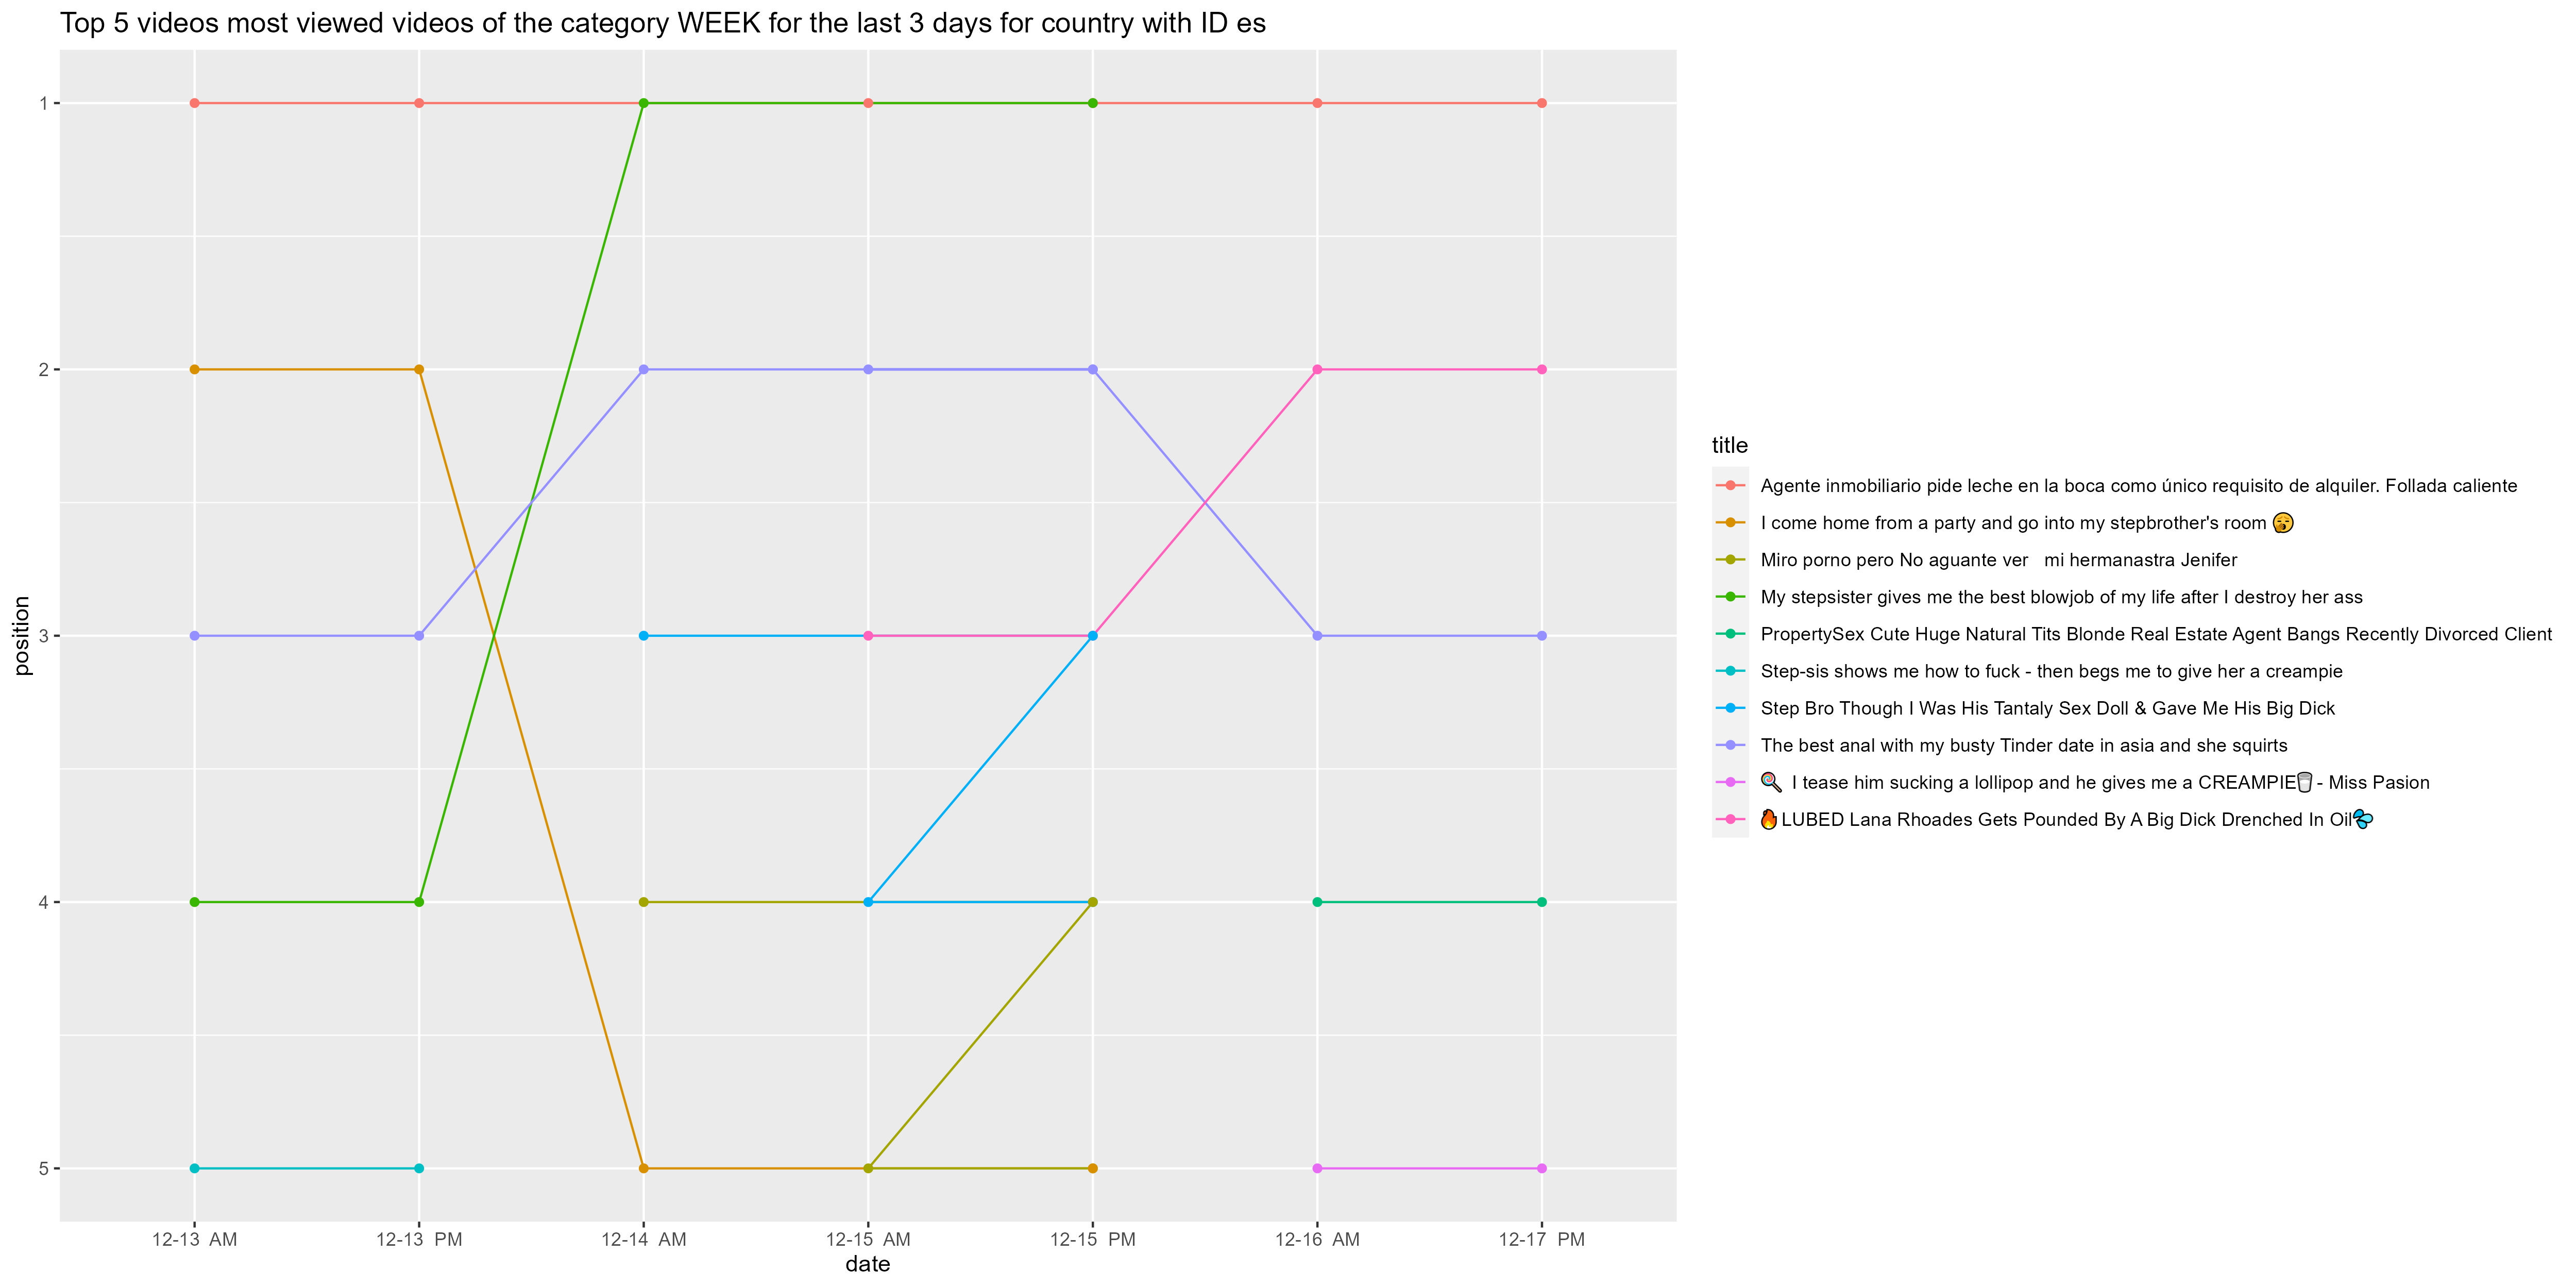 Top 5 videos most viewed videos of the category WEEK for the last 3 days for country with ID es
position
1
2
3
4
5
12-13 AM
12-13 PM
12-14 AM
12-15 AM
12-15 PM
12-16 AM
12-17 PM
date
title
Agente inmobiliario pide leche en la boca como único requisito de alquiler. Follada caliente
I come home from a party and go into my stepbrother's room 🥱
Miro porno pero No aguante ver mi hermanastra Jenifer
My stepsister gives me the best blowjob of my life after I destroy her ass
PropertySex Cute Huge Natural Tits Blonde Real Estate Agent Bangs Recently Divorced Client
Step-sis shows me how to fuck - then begs me to give her a creampie
Step Bro Though I Was His Tantaly Sex Doll & Gave Me His Big Dick
The best anal with my busty Tinder date in asia and she squirts
🍭 I tease him sucking a lollipop and he gives me a CREAMPIE🥛- Miss Pasion
🔥LUBED Lana Rhoades Gets Pounded By A Big Dick Drenched In Oil💦